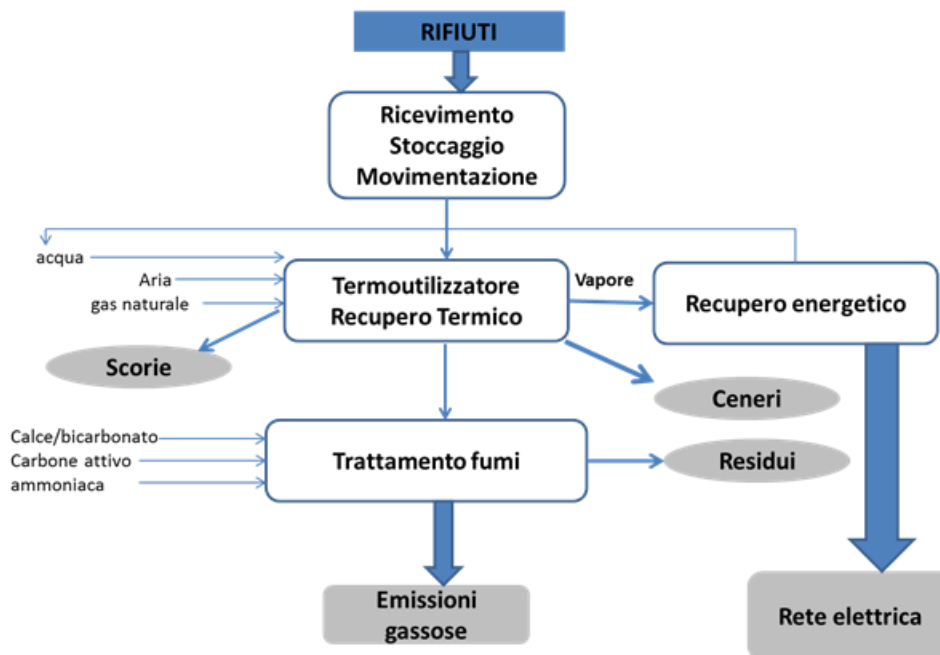 RIFIUTI
Ricevimento
Stoccaggio
Movimentazione
acqua
Aria
gas naturale
Termoutilizzatore
Recupero Termico
Vapore
Recupero energetico
Scorie
Ceneri
Calce/bicarbonato
Carbone attivo
ammoniaca
Trattamento fumi
Residui
Emissioni
gassose
Rete elettrica